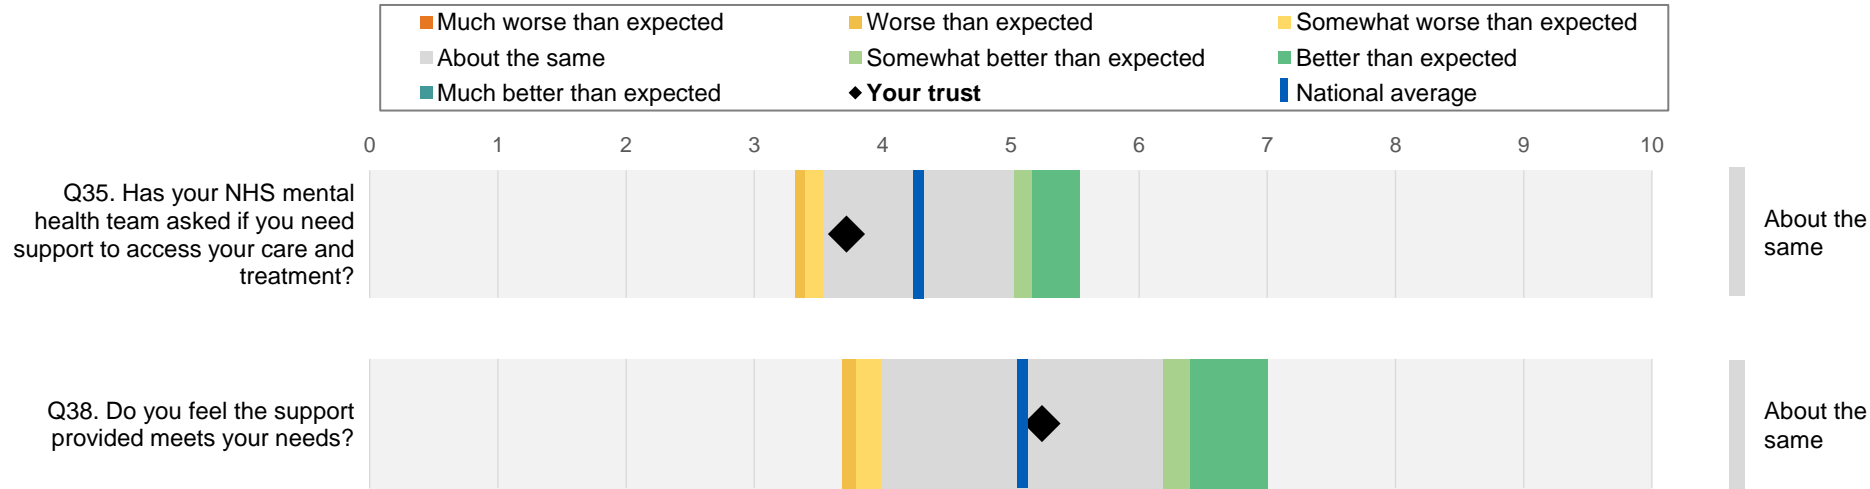 Much worse than expected
Worse than expected
Somewhat worse than expected
About the same
Somewhat better than expected
Better than expected
Much better than expected
Your trust
National average
0 1 2 3 4 5 6 7 8 9 10
Q35. Has your NHS mental
health team asked if you need
support to access your care and
treatment?
About the
same
Q38. Do you feel the support
provided meets your needs?
About the
same